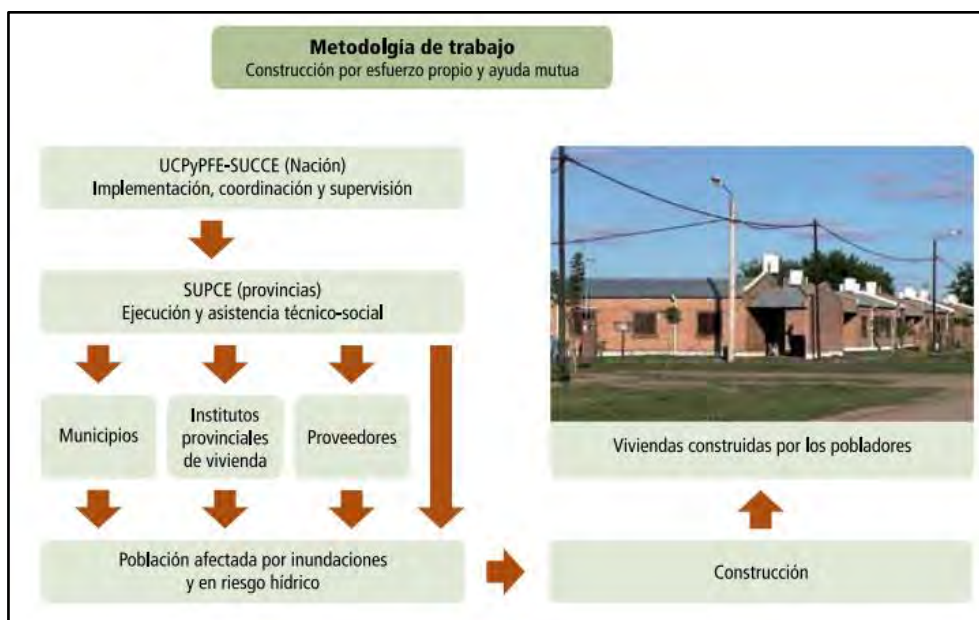 Metodolgía de trabajo
Construcción por esfuerzo propio y ayuda mutua
UCPyPFE-SUCCE (Nación)
Implementación, coordinación y supervisión
SUPCE (provincias)
Ejecución y asistencia técnico-social
Municipios
Institutos
provinciales
de vivienda
Proveedores
Población afectada por inundaciones
y en riesgo hídrico
Construcción
Viviendas construidas por los pobladores